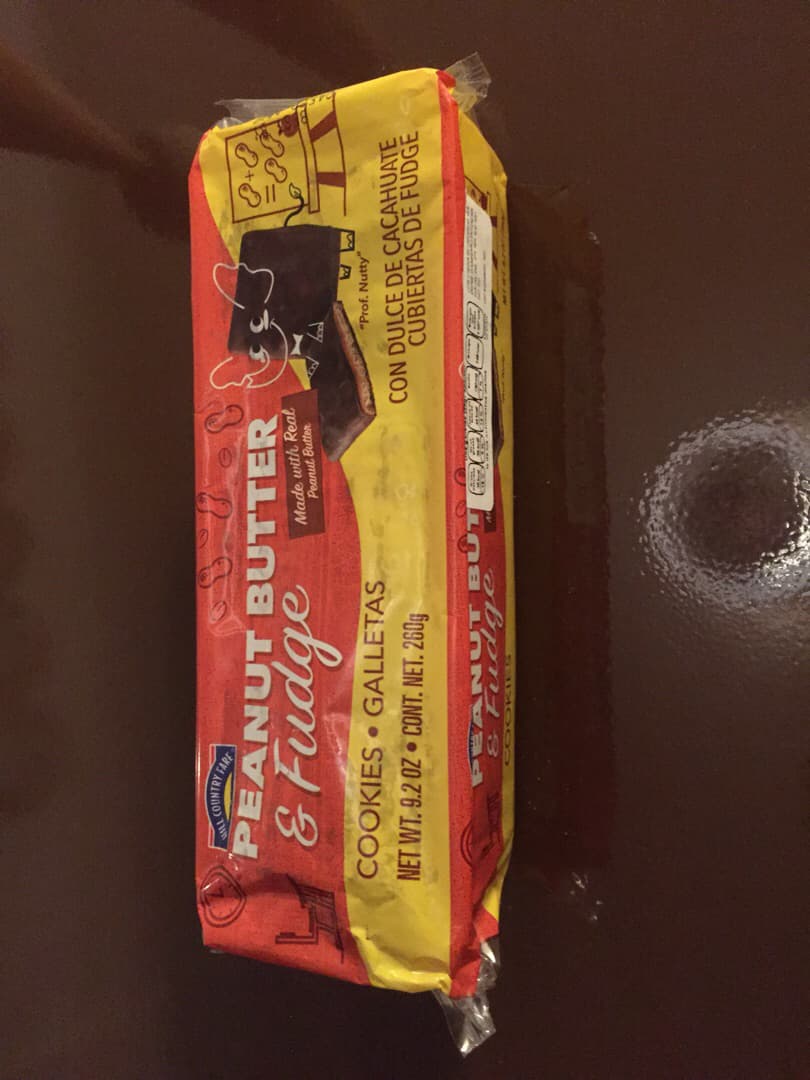 HILL COUNTRY FARE
PEANUT BUTTER
& Fudge
Made with Real
Peanut Butter
"Prof. Nutty"
COOKIES • GALLETAS
CON DULCE DE CACAHUATE
CUBIERTAS DE FUDGE
NET WT. 9.2 OZ • CONT. NET. 260g
PEANUT BUT
& Fudge
COOKIES